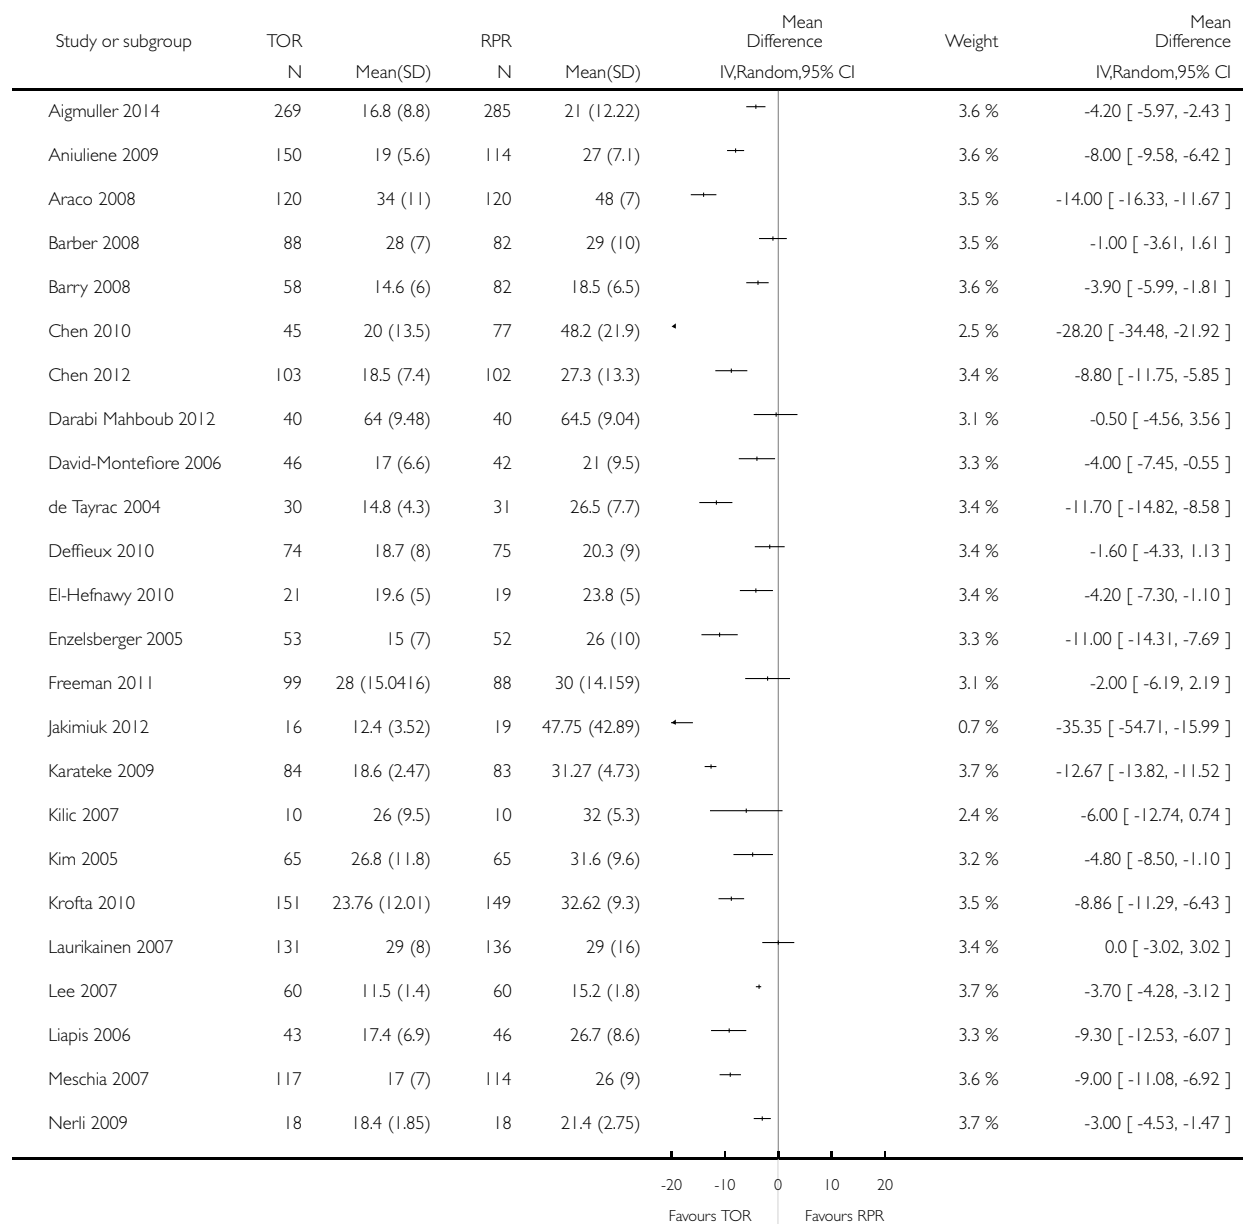 Study or subgroup TOR RPR Mean Difference Weight Mean Difference
N Mean(SD) N Mean(SD) IV,Random,95% CI IV,Random,95% CI
Aigmuller 2014 269 16.8 (8.8) 285 21 (12.22) 3.6 % -4.20 [ -5.97, -2.43 ]
Aniuliene 2009 150 19 (5.6) 114 27 (7.1) 3.6 % -8.00 [ -9.58, -6.42 ]
Araco 2008 120 34 (11) 120 48 (7) 3.5 % -14.00 [ -16.33, -11.67 ]
Barber 2008 88 28 (7) 82 29 (10) 3.5 % -1.00 [ -3.61, 1.61 ]
Barry 2008 58 14.6 (6) 82 18.5 (6.5) 3.6 % -3.90 [ -5.99, -1.81 ]
Chen 2010 45 20 (13.5) 77 48.2 (21.9) 2.5 % -28.20 [ -34.48, -21.92 ]
Chen 2012 103 18.5 (7.4) 102 27.3 (13.3) 3.4 % -8.80 [ -11.75, -5.85 ]
Darabi Mahboub 2012 40 64 (9.48) 40 64.5 (9.04) 3.1 % -0.50 [ -4.56, 3.56 ]
David-Montefiore 2006 46 17 (6.6) 42 21 (9.5) 3.3 % -4.00 [ -7.45, -0.55 ]
de Tayrac 2004 30 14.8 (4.3) 31 26.5 (7.7) 3.4 % -11.70 [ -14.82, -8.58 ]
Deffieux 2010 74 18.7 (8) 75 20.3 (9) 3.4 % -1.60 [ -4.33, 1.13 ]
El-Hefnawy 2010 21 19.6 (5) 19 23.8 (5) 3.4 % -4.20 [ -7.30, -1.10 ]
Enzelsberger 2005 53 15 (7) 52 26 (10) 3.3 % -11.00 [ -14.31, -7.69 ]
Freeman 2011 99 28 (15.0416) 88 30 (14.159) 3.1 % -2.00 [ -6.19, 2.19 ]
Jakimiuk 2012 16 12.4 (3.52) 19 47.75 (42.89) 0.7 % -35.35 [ -54.71, -15.99 ]
Karateke 2009 84 18.6 (2.47) 83 31.27 (4.73) 3.7 % -12.67 [ -13.82, -11.52 ]
Kilic 2007 10 26 (9.5) 10 32 (5.3) 2.4 % -6.00 [ -12.74, 0.74 ]
Kim 2005 65 26.8 (11.8) 65 31.6 (9.6) 3.2 % -4.80 [ -8.50, -1.10 ]
Krofta 2010 151 23.76 (12.01) 149 32.62 (9.3) 3.5 % -8.86 [ -11.29, -6.43 ]
Laurikainen 2007 131 29 (8) 136 29 (16) 3.4 % 0.0 [ -3.02, 3.02 ]
Lee 2007 60 11.5 (1.4) 60 15.2 (1.8) 3.7 % -3.70 [ -4.28, -3.12 ]
Liapis 2006 43 17.4 (6.9) 46 26.7 (8.6) 3.3 % -9.30 [ -12.53, -6.07 ]
Meschia 2007 117 17 (7) 114 26 (9) 3.6 % -9.00 [ -11.08, -6.92 ]
Nerli 2009 18 18.4 (1.85) 18 21.4 (2.75) 3.7 % -3.00 [ -4.53, -1.47 ]
-20 -10 0 10 20
Favours TOR Favours RPR